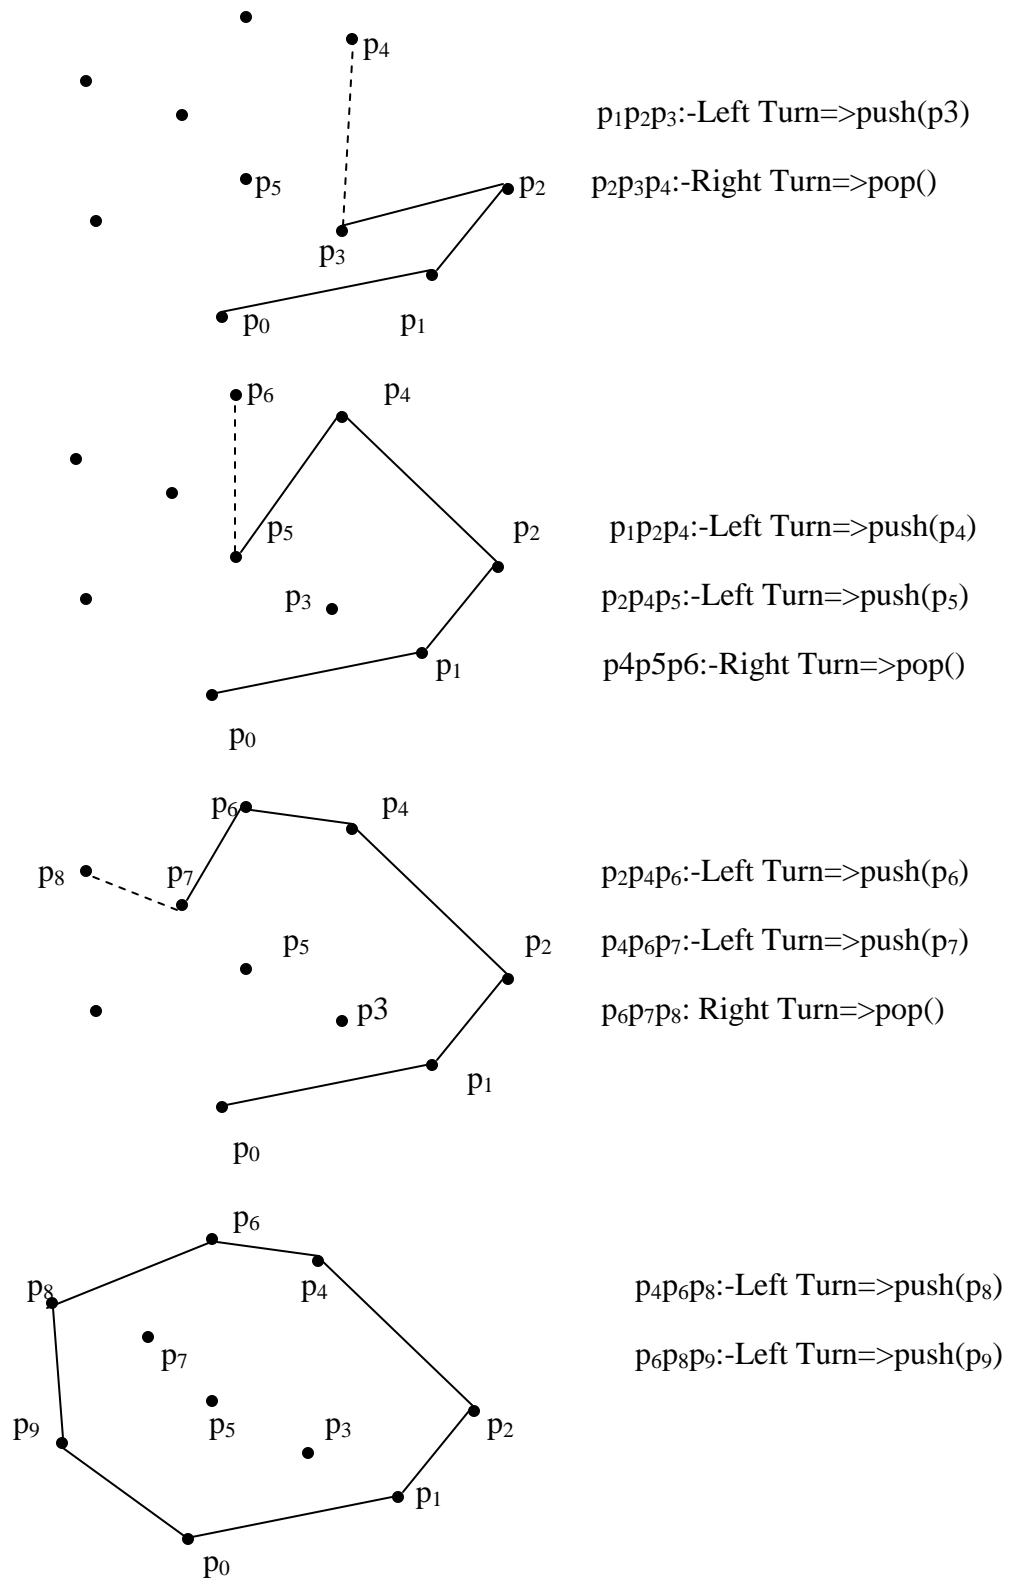 p₄
p₁p₂p₃:-Left Turn=>push(p3)
p₅ p₂ p₂p₃p₄:-Right Turn=>pop()
p₃
p₀ p₁
p₆ p₄
p₅ p₂ p₁p₂p₄:-Left Turn=>push(p₄)
p₃ p₂p₄p₅:-Left Turn=>push(p₅)
p₁ p4p5p6:-Right Turn=>pop()
p₀
p₆ p₄
p₈ p₇ p₂p₄p₆:-Left Turn=>push(p₆)
p₅ p₂ p₄p₆p₇:-Left Turn=>push(p₇)
p3 p₆p₇p₈: Right Turn=>pop()
p₁
p₀
p₆
p₈ p₄ p₄p₆p₈:-Left Turn=>push(p₈)
p₇ p₆p₈p₉:-Left Turn=>push(p₉)
p₉ p₅ p₃ p₂
p₁
p₀